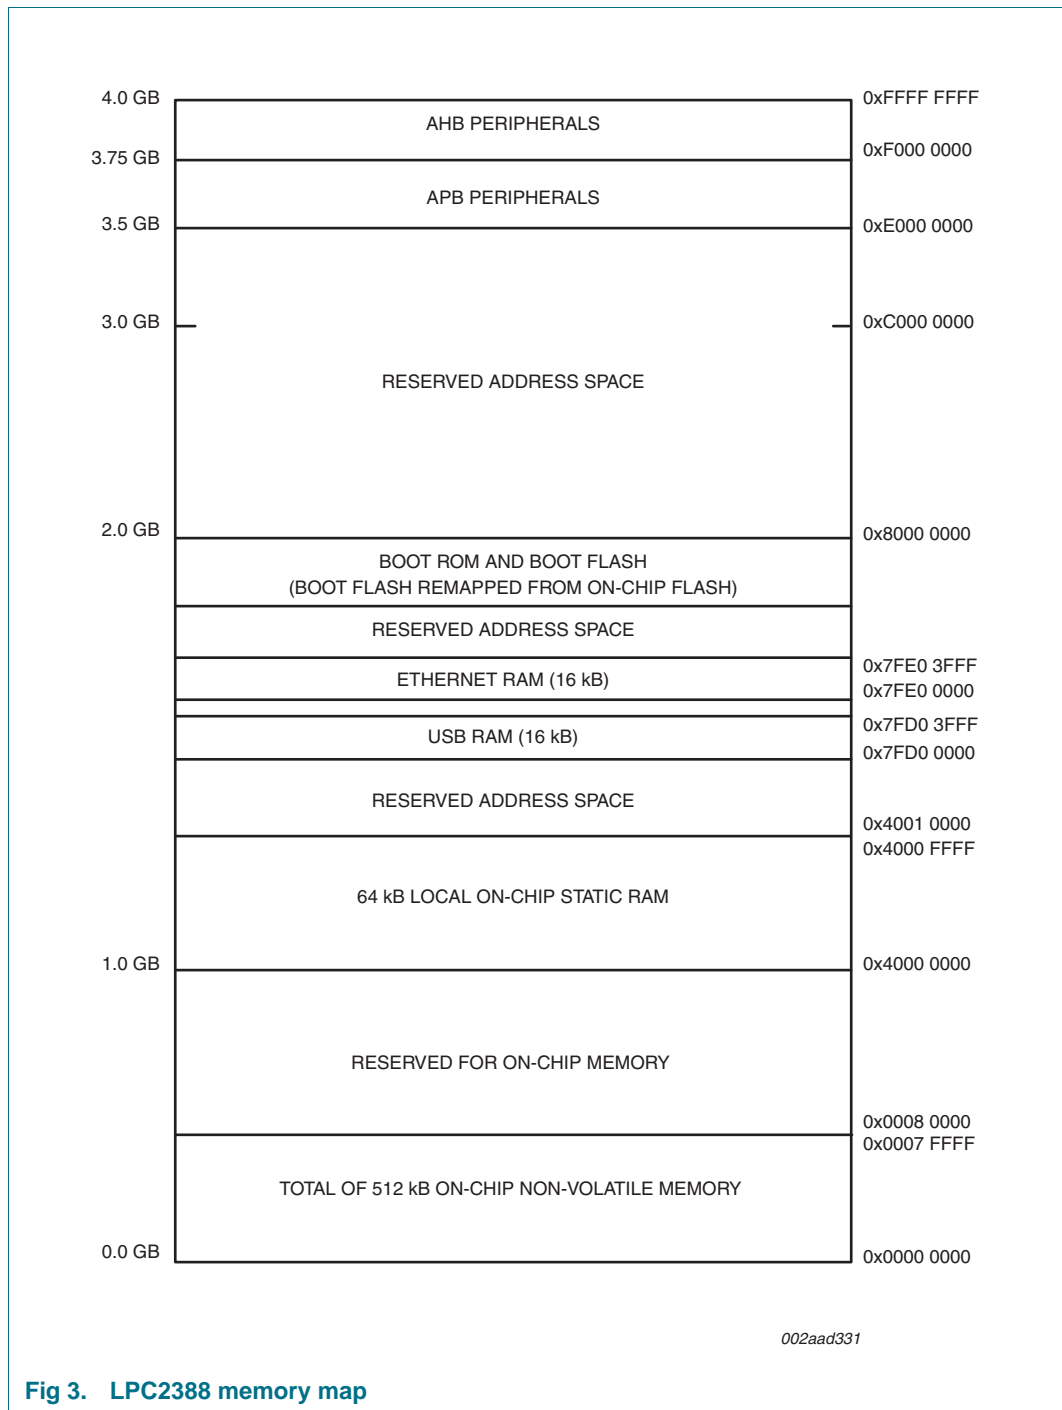 4.0 GB
0xFFFF FFFF
AHB PERIPHERALS
3.75 GB
0xF000 0000
APB PERIPHERALS
3.5 GB
0xE000 0000
3.0 GB
0xC000 0000
RESERVED ADDRESS SPACE
2.0 GB
0x8000 0000
BOOT ROM AND BOOT FLASH
(BOOT FLASH REMAPPED FROM ON-CHIP FLASH)
RESERVED ADDRESS SPACE
0x7FE0 3FFF
ETHERNET RAM (16 kB)
0x7FE0 0000
0x7FD0 3FFF
USB RAM (16 kB)
0x7FD0 0000
RESERVED ADDRESS SPACE
0x4001 0000
0x4000 FFFF
64 kB LOCAL ON-CHIP STATIC RAM
1.0 GB
0x4000 0000
RESERVED FOR ON-CHIP MEMORY
0x0008 0000
0x0007 FFFF
TOTAL OF 512 kB ON-CHIP NON-VOLATILE MEMORY
0.0 GB
0x0000 0000
002aad331
Fig 3. LPC2388 memory map